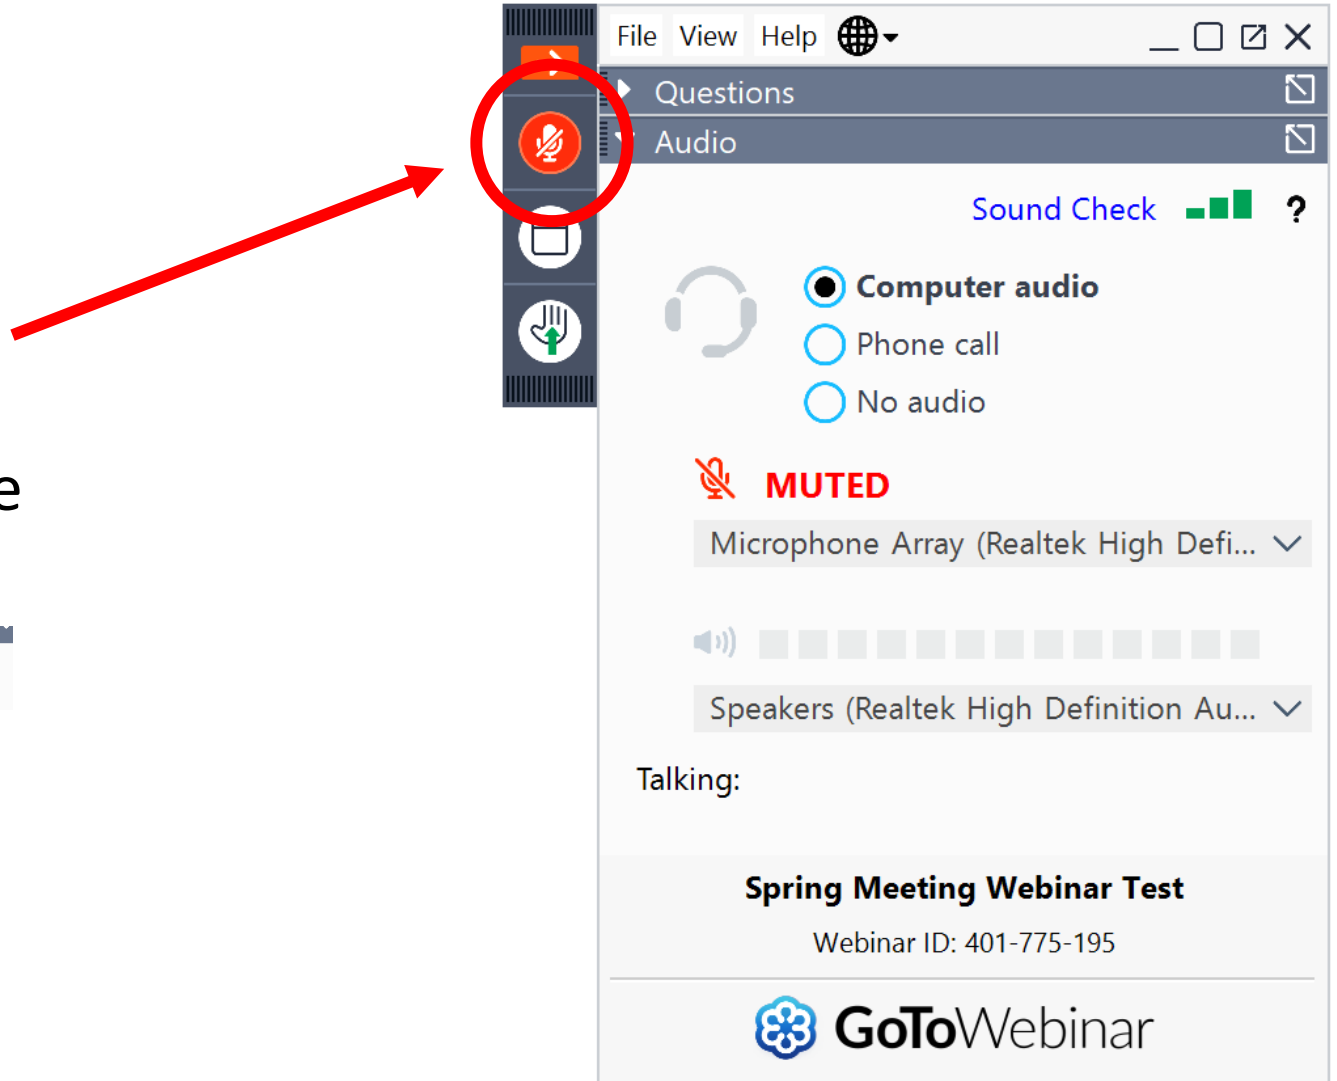 File View Help
Questions
Audio
Sound Check ?
Computer audio
Phone call
No audio
e
MUTED
Microphone Array (Realtek High Defi...
Speakers (Realtek High Definition Au...
Talking:
Spring Meeting Webinar Test
Webinar ID: 401-775-195
GoToWebinar